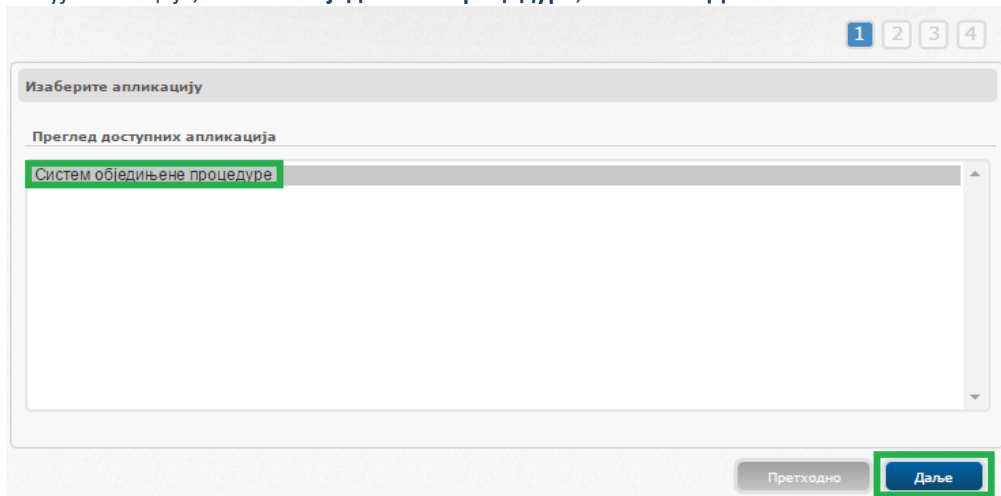 1 2 3 4
Изаберите апликацију
Преглед доступних апликација
Систем обједињене процедуре
Претходно Даље